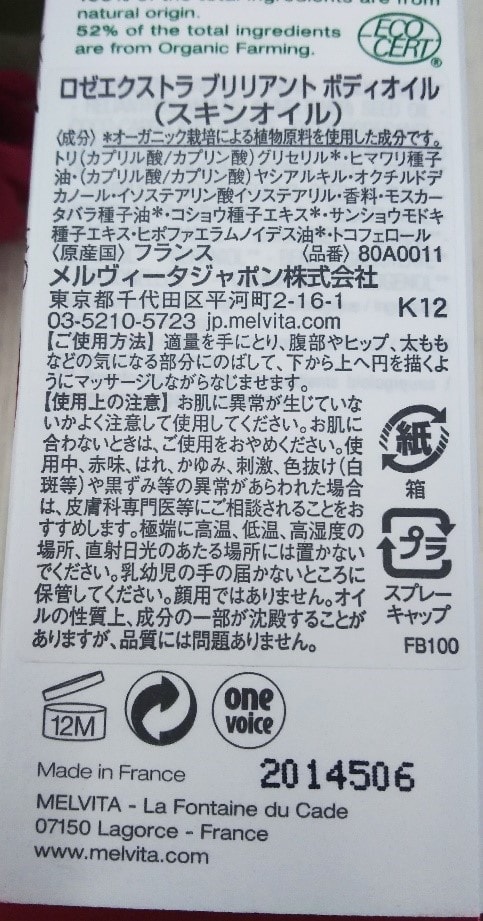 natural origin.
52% of the total ingredients
are from Organic Farming.
ECO
CERT
®
ロゼエクストラ ブリリアント ボディオイル
(スキンオイル)
〈成分〉*オーガニック栽培による植物原料を使用した成分です。
トリ(カプリル酸/カプリン酸)グリセリル*・ヒマワリ種子
油・(カプリル酸/カプリン酸)ヤシアルキル・オクチルドデ
カノール・イソステアリン酸イソステアリル・香料・モスカー
タバラ種子油*・コショウ種子エキス*・サンショウモドキ
種子エキス・ヒポファエラムノイデス油*・トコフェロール
〈原産国〉フランス 〈品番〉80A0011
メルヴィータジャポン株式会社
東京都千代田区平河町2-16-1 K12
03-5210-5723 jp.melvita.com
【ご使用方法】適量を手にとり、腹部やヒップ、太もも
などの気になる部分にのばして、下から上へ円を描くよ
うにマッサージしながらなじませます。
【使用上の注意】お肌に異常が生じていな
いかよく注意して使用してください。お肌に
合わないときは、ご使用をおやめください。使
用中、赤味、はれ、かゆみ、刺激、色抜け(白
斑等)や黒ずみ等の異常があらわれた場合
は、皮膚科専門医等にご相談されることをお
すすめします。極端に高温、低温、高湿度の
場所、直射日光のあたる場所には置かない
でください。乳幼児の手の届かないところに
保管してください。顔用ではありません。オイ
ルの性質上、成分の一部が沈殿することが
ありますが、品質には問題ありません。
紙
箱
プラ
スプレー
キャップ
FB100
12M
one
voice
Made in France 2014506
MELVITA - La Fontaine du Cade
07150 Lagorce - France
www.melvita.com